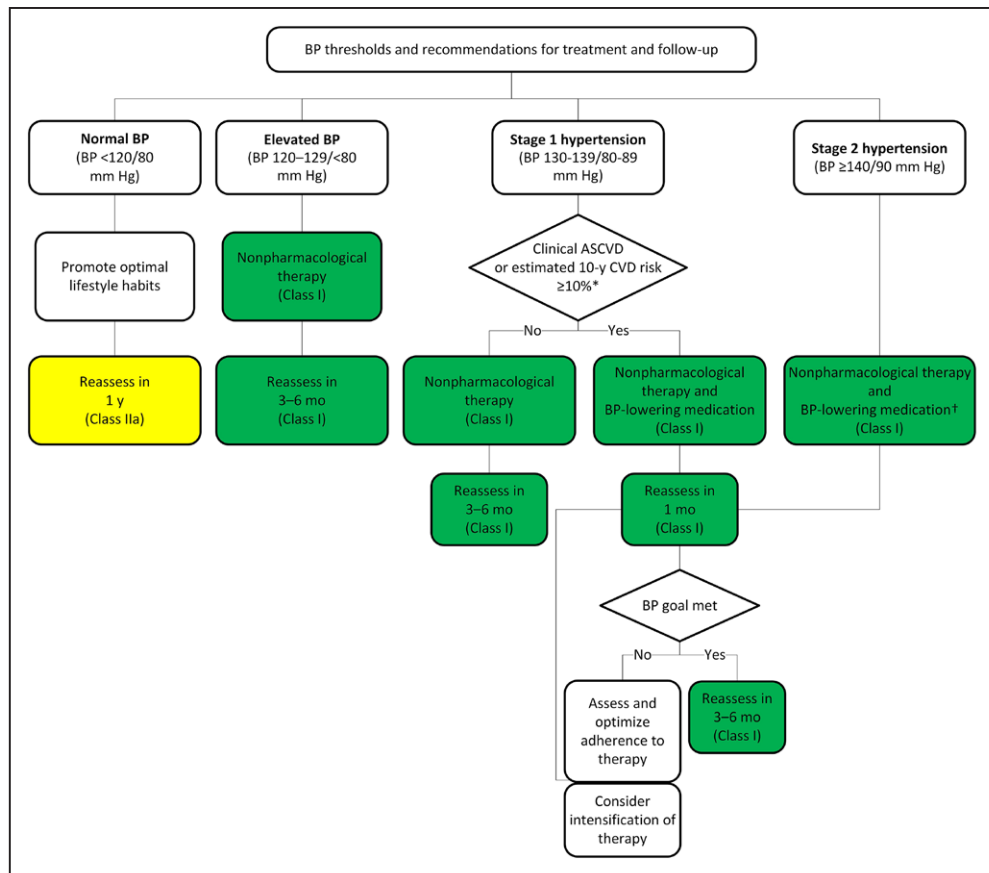 BP thresholds and recommendations for treatment and follow-up
Normal BP
(BP <120/80
mm Hg)
Elevated BP
(BP 120–129/<80
mm Hg)
Stage 1 hypertension
(BP 130-139/80-89
mm Hg)
Stage 2 hypertension
(BP ≥140/90 mm Hg)
Promote optimal
lifestyle habits
Nonpharmacological
therapy
(Class I)
Clinical ASCVD
or estimated 10-y CVD risk
≥10%*
No
Yes
Reassess in
1 y
(Class IIa)
Reassess in
3–6 mo
(Class I)
Nonpharmacological
therapy
(Class I)
Nonpharmacological
therapy and
BP-lowering medication
(Class I)
Nonpharmacological therapy
and
BP-lowering medication†
(Class I)
Reassess in
3–6 mo
(Class I)
Reassess in
1 mo
(Class I)
BP goal met
No
Yes
Assess and
optimize
adherence to
therapy
Reassess in
3–6 mo
(Class I)
Consider
intensification of
therapy